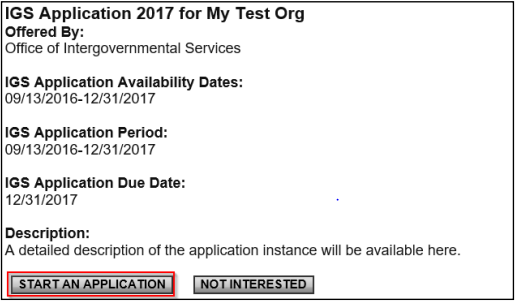 IGS Application 2017 for My Test Org
Offered By:
Office of Intergovernmental Services
IGS Application Availability Dates:
09/13/2016-12/31/2017
IGS Application Period:
09/13/2016-12/31/2017
IGS Application Due Date:
12/31/2017
Description:
A detailed description of the application instance will be available here.
START AN APPLICATION NOT INTERESTED